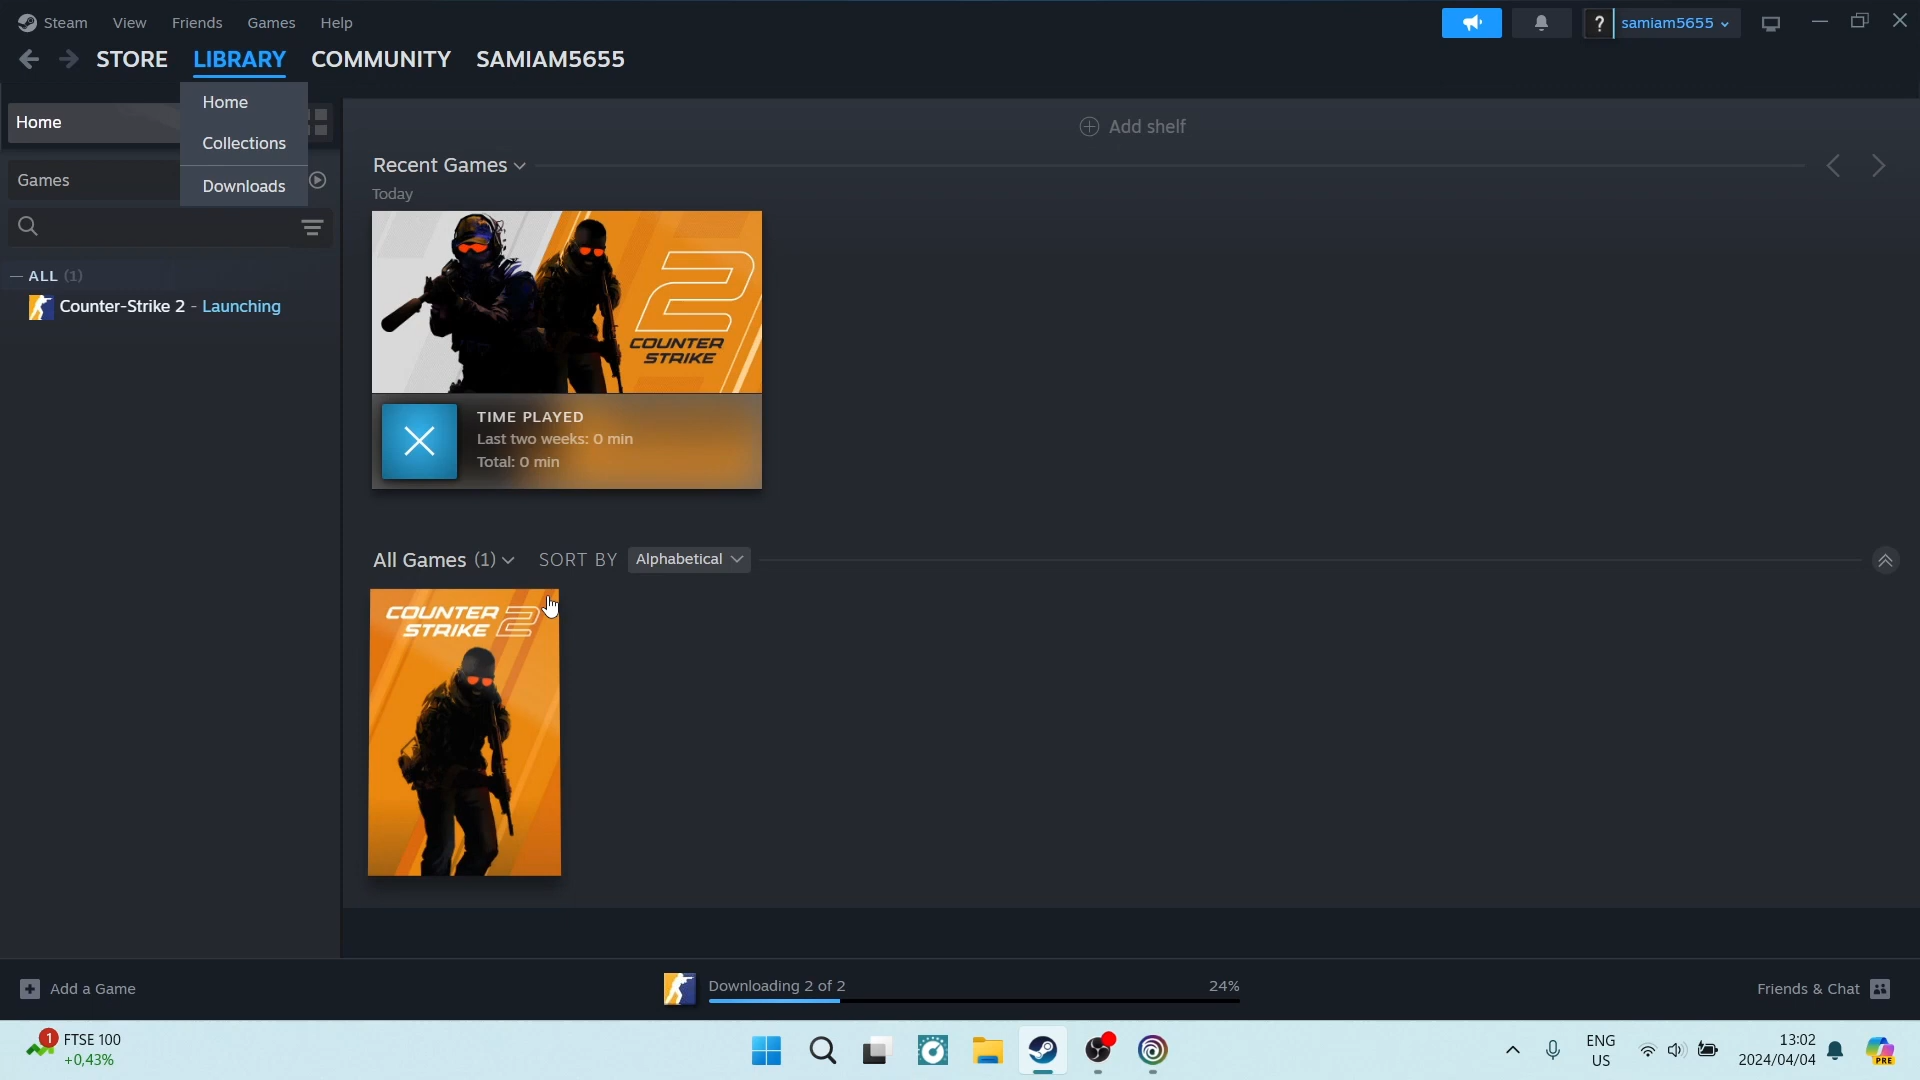 Steam View Friends Games Help
? samiam5655
STORE LIBRARY COMMUNITY SAMIAM5655
Home
Home
Collections
Games
Downloads
— ALL (1)
Counter-Strike 2 - Launching
Add shelf
Recent Games
Today
2
COUNTER
STRIKE
TIME PLAYED
Last two weeks: 0 min
Total: 0 min
All Games (1) SORT BY Alphabetical
COUNTER
STRIKE 2
Add a Game
Downloading 2 of 2 24%
Friends & Chat
1
FTSE 100
+0,43%
ENG
US
13:02
2024/04/04
PRE